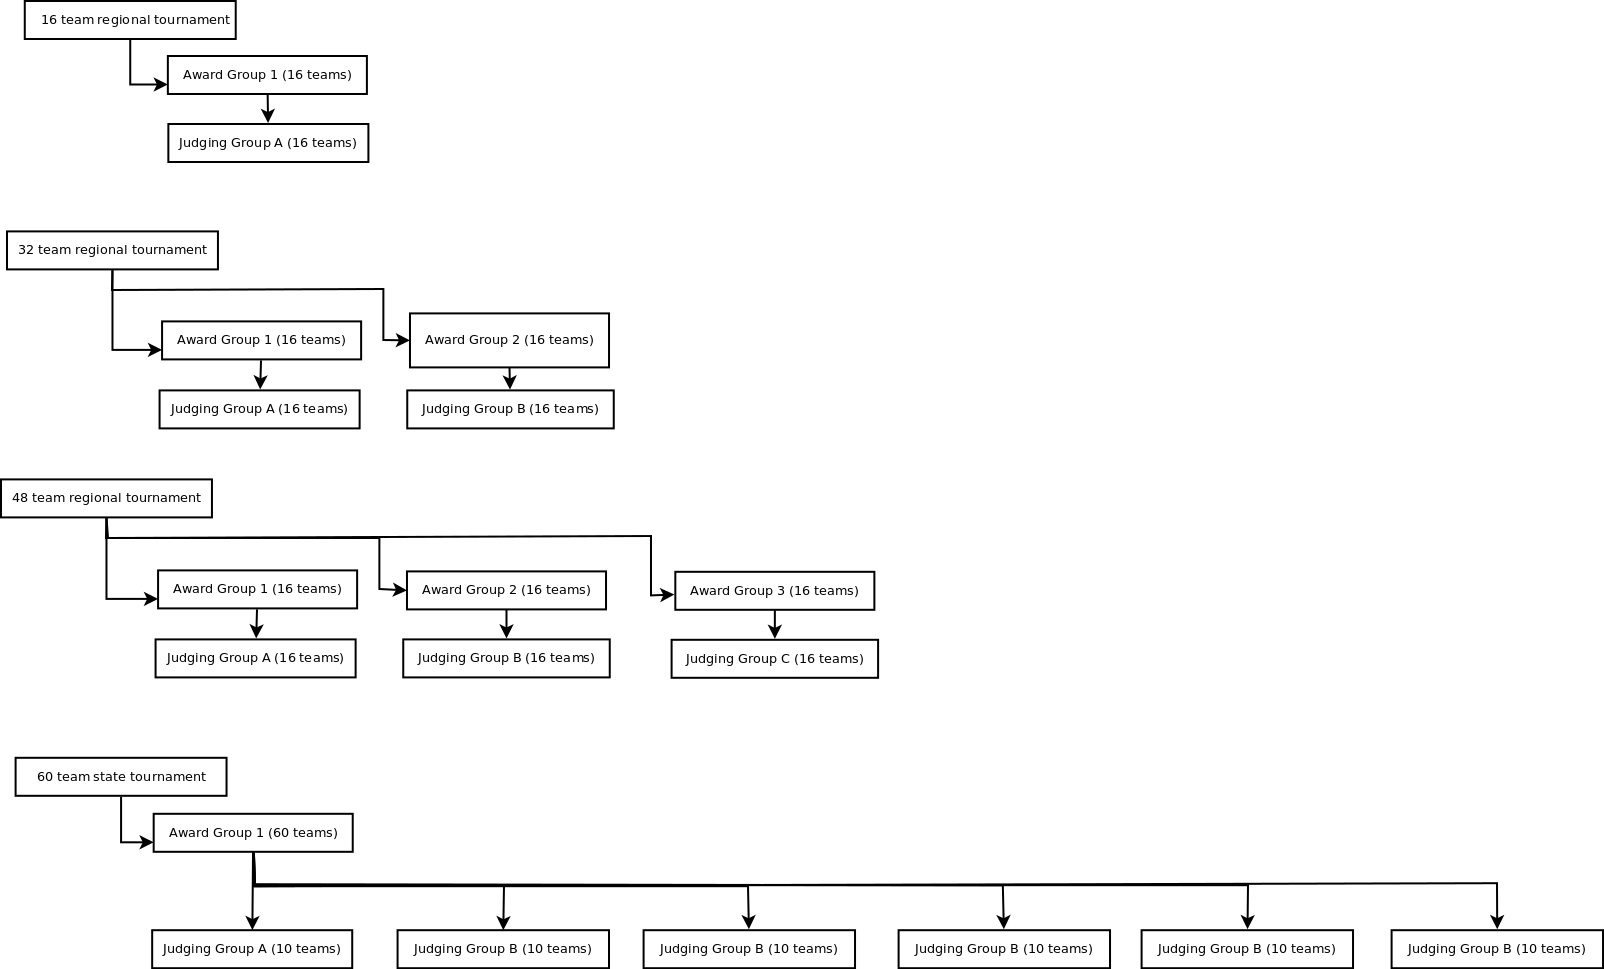 16 team regional tournament
Award Group 1 (16 teams)
Judging Group A (16 teams)
32 team regional tournament
Award Group 1 (16 teams)
Award Group 2 (16 teams)
Judging Group A (16 teams)
Judging Group B (16 teams)
48 team regional tournament
Award Group 1 (16 teams)
Award Group 2 (16 teams)
Award Group 3 (16 teams)
Judging Group A (16 teams)
Judging Group B (16 teams)
Judging Group C (16 teams)
60 team state tournament
Award Group 1 (60 teams)
Judging Group A (10 teams)
Judging Group B (10 teams)
Judging Group B (10 teams)
Judging Group B (10 teams)
Judging Group B (10 teams)
Judging Group B (10 teams)